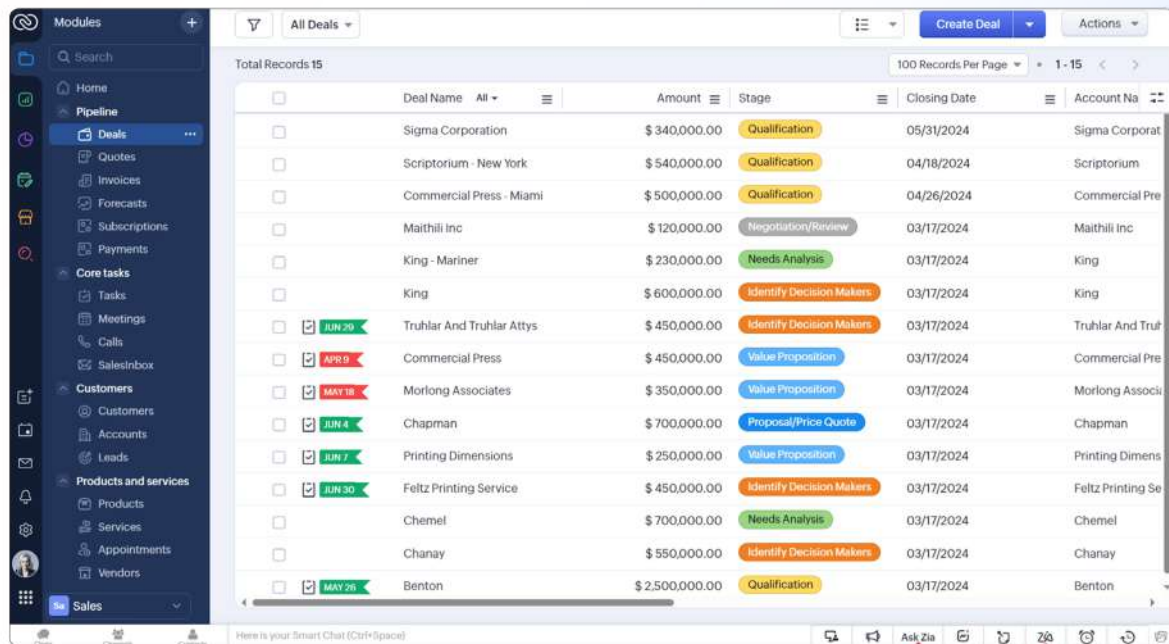 Modules +
All Deals
Create Deal
Actions
Search
Total Records 15
100 Records Per Page
1 - 15
Home
Pipeline
Deals
Quotes
Invoices
Forecasts
Subscriptions
Payments
Core tasks
Tasks
Meetings
Calls
SalesInbox
Customers
Customers
Accounts
Leads
Products and services
Products
Services
Appointments
Vendors
Sa Sales
Deal Name All Amount Stage Closing Date Account Na
Sigma Corporation $ 340,000.00 Qualification 05/31/2024 Sigma Corporat
Scriptorium - New York $ 540,000.00 Qualification 04/18/2024 Scriptorium
Commercial Press - Miami $ 500,000.00 Qualification 04/26/2024 Commercial Pre
Maithili Inc $ 120,000.00 Negotiation/Review 03/17/2024 Maithili Inc
King - Mariner $ 230,000.00 Needs Analysis 03/17/2024 King
King $ 600,000.00 Identify Decision Makers 03/17/2024 King
JUN 29 Truhlar And Truhlar Attys $ 450,000.00 Identify Decision Makers 03/17/2024 Truhlar And Truh
APR 9 Commercial Press $ 450,000.00 Value Proposition 03/17/2024 Commercial Pre
MAY 18 Morlong Associates $ 350,000.00 Value Proposition 03/17/2024 Morlong Associa
JUN 4 Chapman $ 700,000.00 Proposal/Price Quote 03/17/2024 Chapman
JUN 7 Printing Dimensions $ 250,000.00 Value Proposition 03/17/2024 Printing Dimens
JUN 30 Feltz Printing Service $ 450,000.00 Identify Decision Makers 03/17/2024 Feltz Printing Se
Chemel $ 700,000.00 Needs Analysis 03/17/2024 Chemel
Chanay $ 550,000.00 Identify Decision Makers 03/17/2024 Chanay
MAY 26 Benton $ 2,500,000.00 Qualification 03/17/2024 Benton
Here is your Smart Chat (Ctrl+Space)
Ask Zia